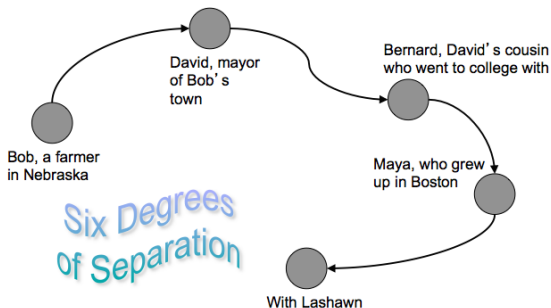 David, mayor
of Bob's
town
Bernard, David's cousin
who went to college with
Bob, a farmer
in Nebraska
Maya, who grew
up in Boston
Six Degrees
of Separation
With Lashawn